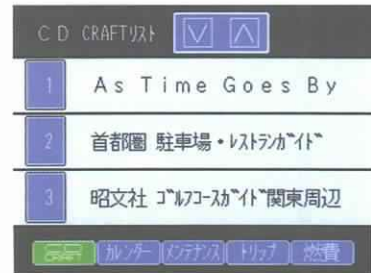 CD CRAFTリスト
1 As Time Goes By
2 首都圏 駐車場・レストランガイド
3 昭文社 ゴルフコースガイド関東周辺
CRAFT カレンダー メンテナンス トリップ 燃費